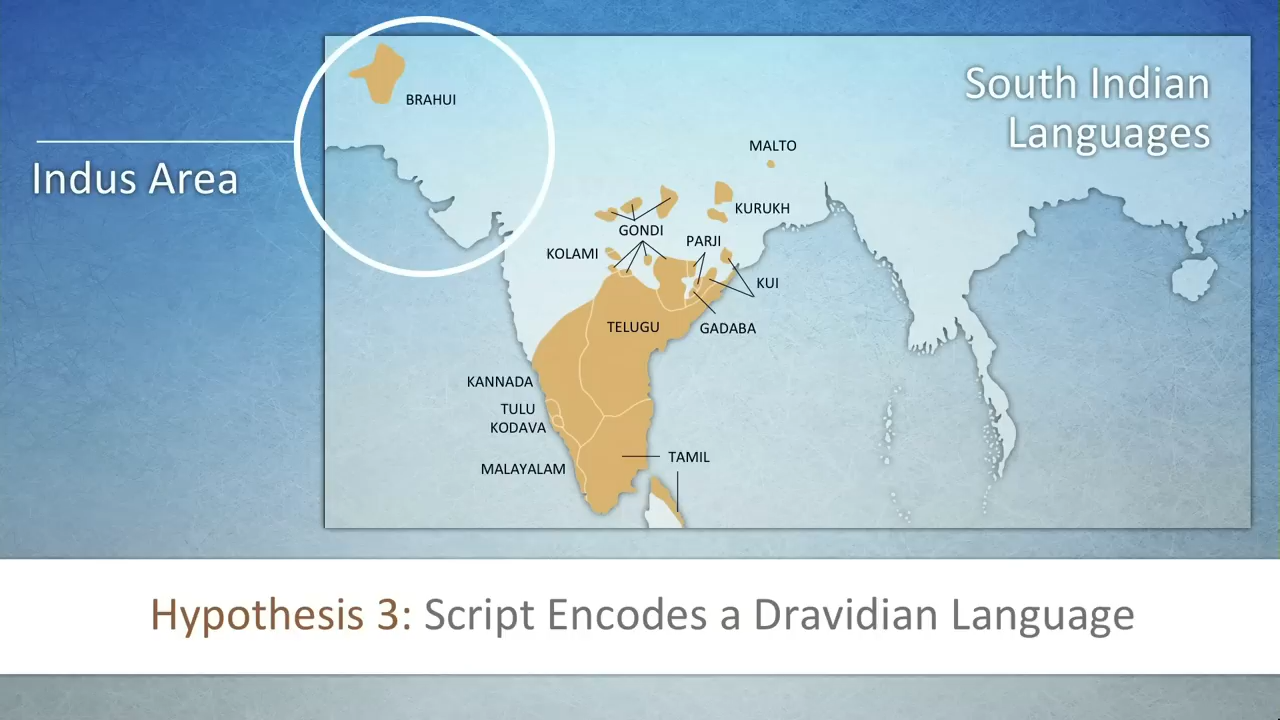 South Indian
Languages
Indus Area
BRAHUI
MALTO
KURUKH
GONDI
PARJI
KOLAMI
KUI
TELUGU
GADABA
KANNADA
TULU
KODAVA
TAMIL
MALAYALAM
Hypothesis 3: Script Encodes a Dravidian Language